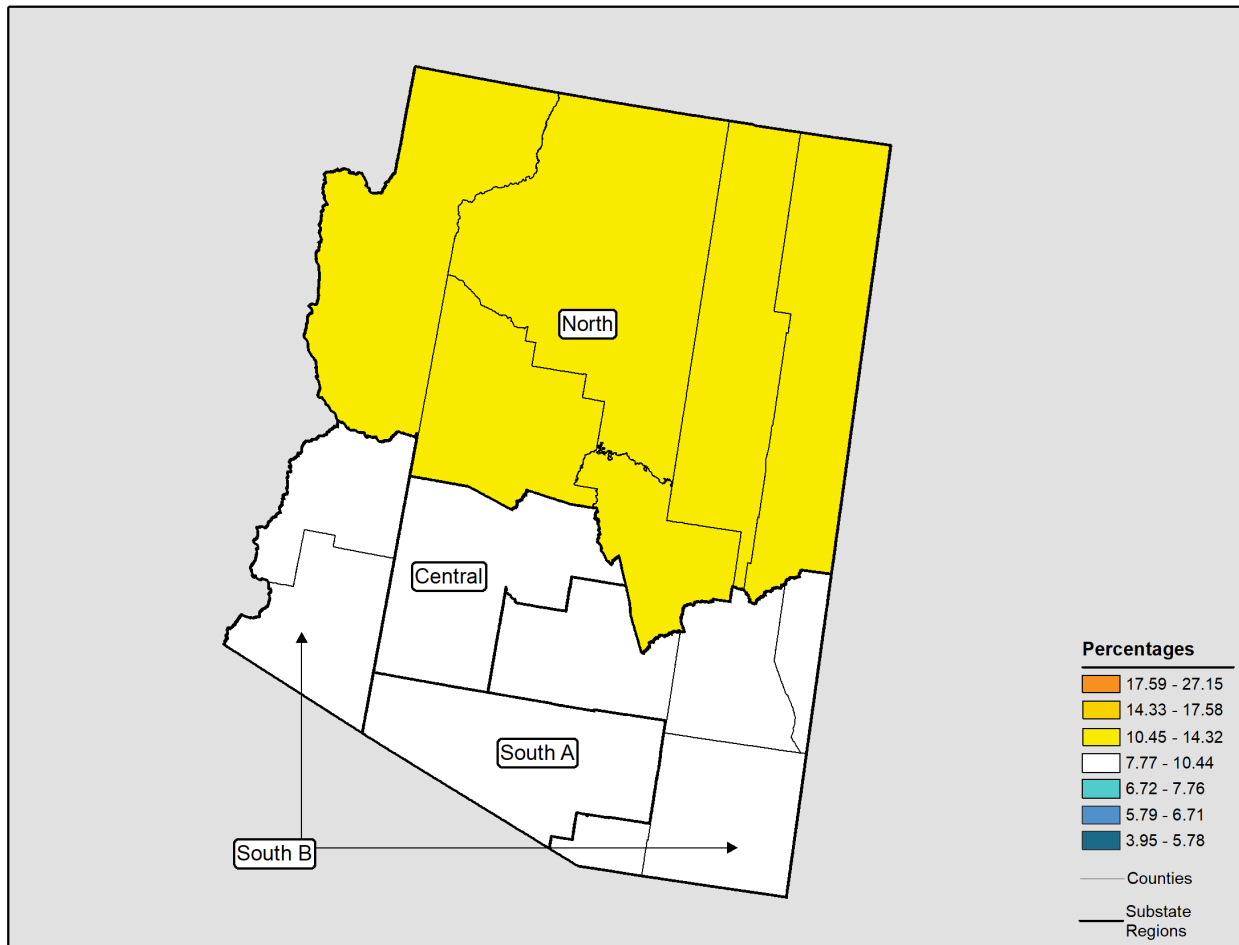 North
Central
South A
South B
Percentages
17.59 - 27.15
14.33 - 17.58
10.45 - 14.32
7.77 - 10.44
6.72 - 7.76
5.79 - 6.71
3.95 - 5.78
Counties
Substate
Regions